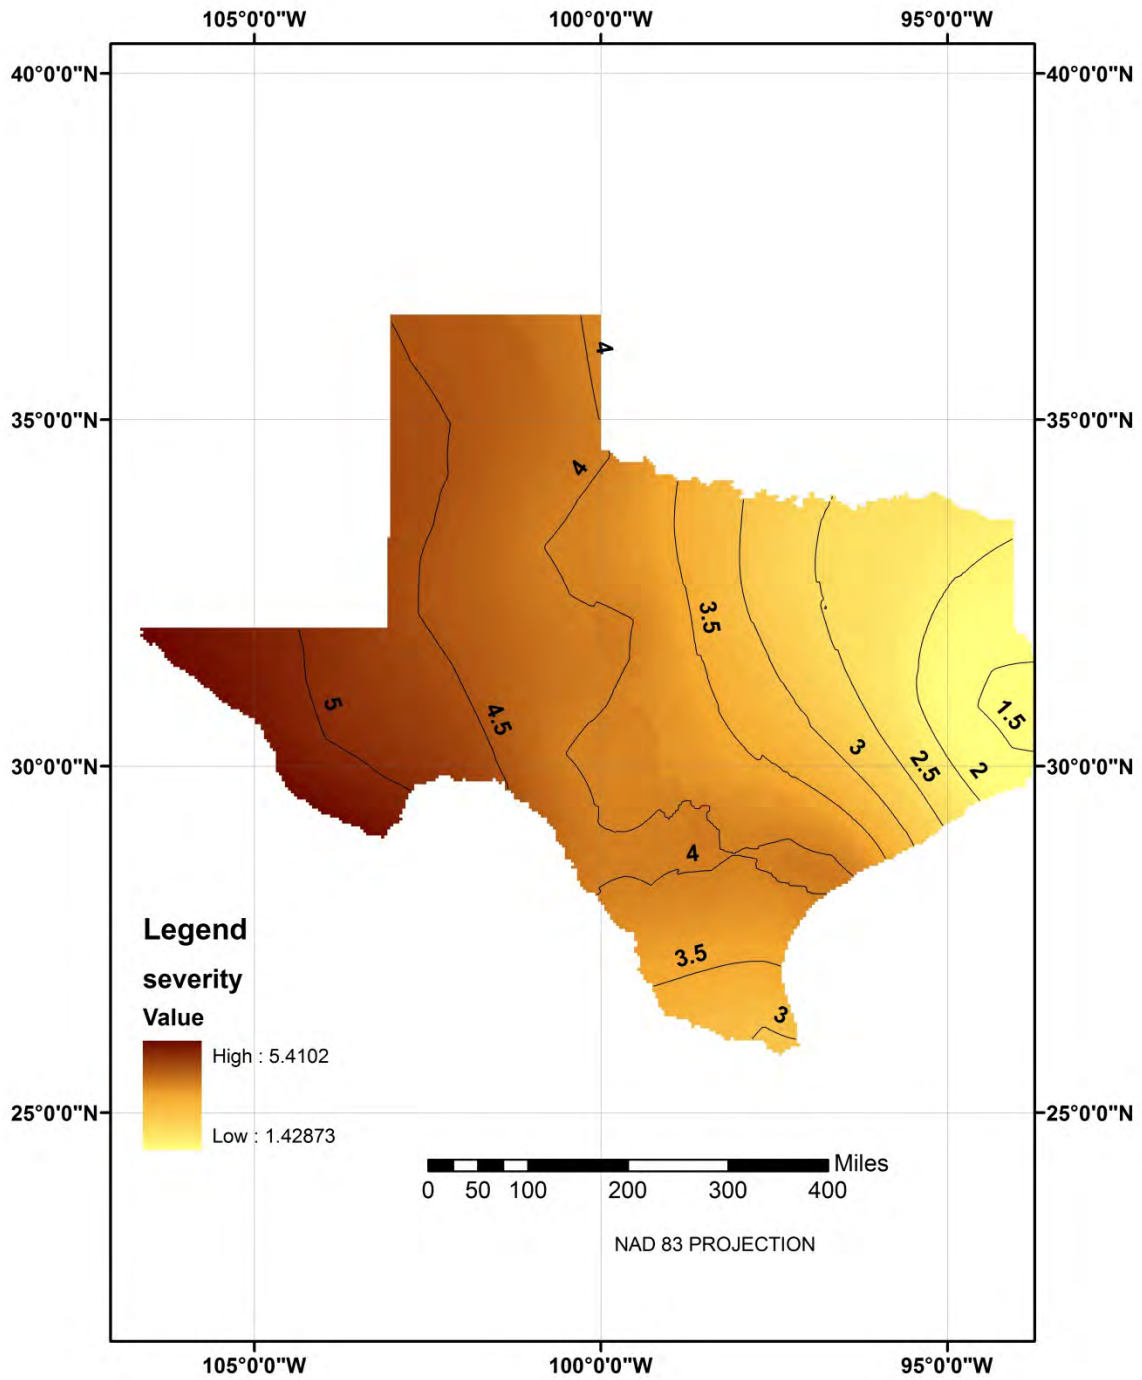 105°0'0"W 100°0'0"W 95°0'0"W
40°0'0"N 40°0'0"N
4
35°0'0"N 35°0'0"N
4
3.5
5
4.5
1.5
3
2.5
2
30°0'0"N 30°0'0"N
4
Legend
severity
3.5
Value
3
High : 5.4102
Low : 1.42873
25°0'0"N 25°0'0"N
Miles
0 50 100 200 300 400
NAD 83 PROJECTION
105°0'0"W 100°0'0"W 95°0'0"W